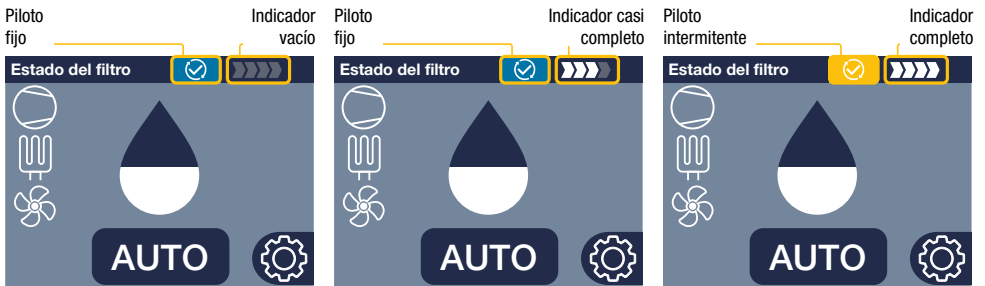 Piloto
fijo
Indicador
vacío
Estado del filtro
AUTO
Piloto
fijo
Indicador casi
completo
Estado del filtro
AUTO
Piloto
intermitente
Indicador
completo
Estado del filtro
AUTO